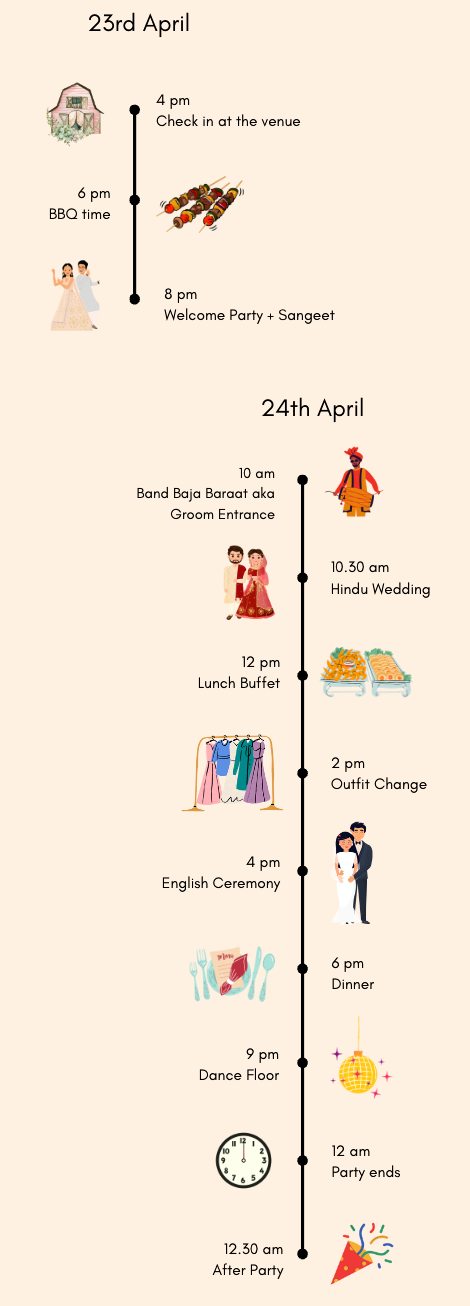 23rd April
4 pm
Check in at the venue
6 pm
BBQ time
8 pm
Welcome Party + Sangeet
24th April
10 am
Band Baja Baraat aka
Groom Entrance
10.30 am
Hindu Wedding
12 pm
Lunch Buffet
2 pm
Outfit Change
4 pm
English Ceremony
6 pm
Dinner
9 pm
Dance Floor
12 am
Party ends
12.30 am
After Party